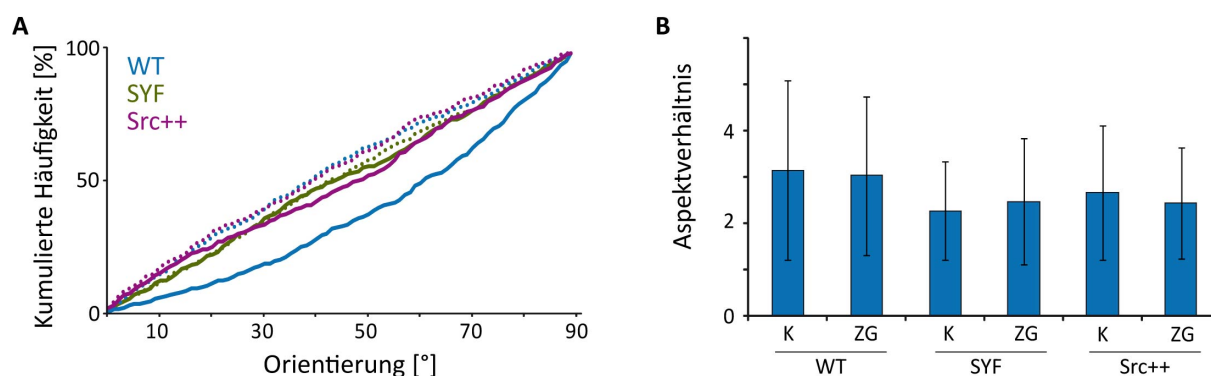 A
Kumulierte Häufigkeit [%]
100
50
0
WT
SYF
Src++
10 30 50 70 90
Orientierung [°]
B
Aspektverhältnis
4
2
0
K ZG K ZG K ZG
WT SYF Src++